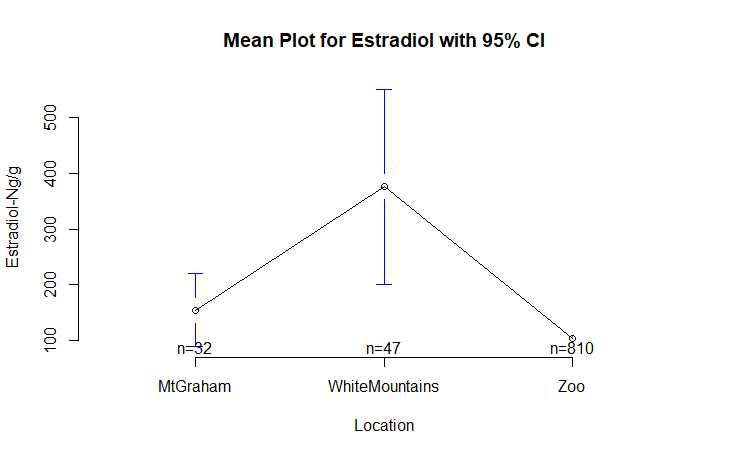 Mean Plot for Estradiol with 95% CI
Estradiol-Ng/g
500
400
300
200
100
n=32 n=47 n=810
MtGraham WhiteMountains Zoo
Location